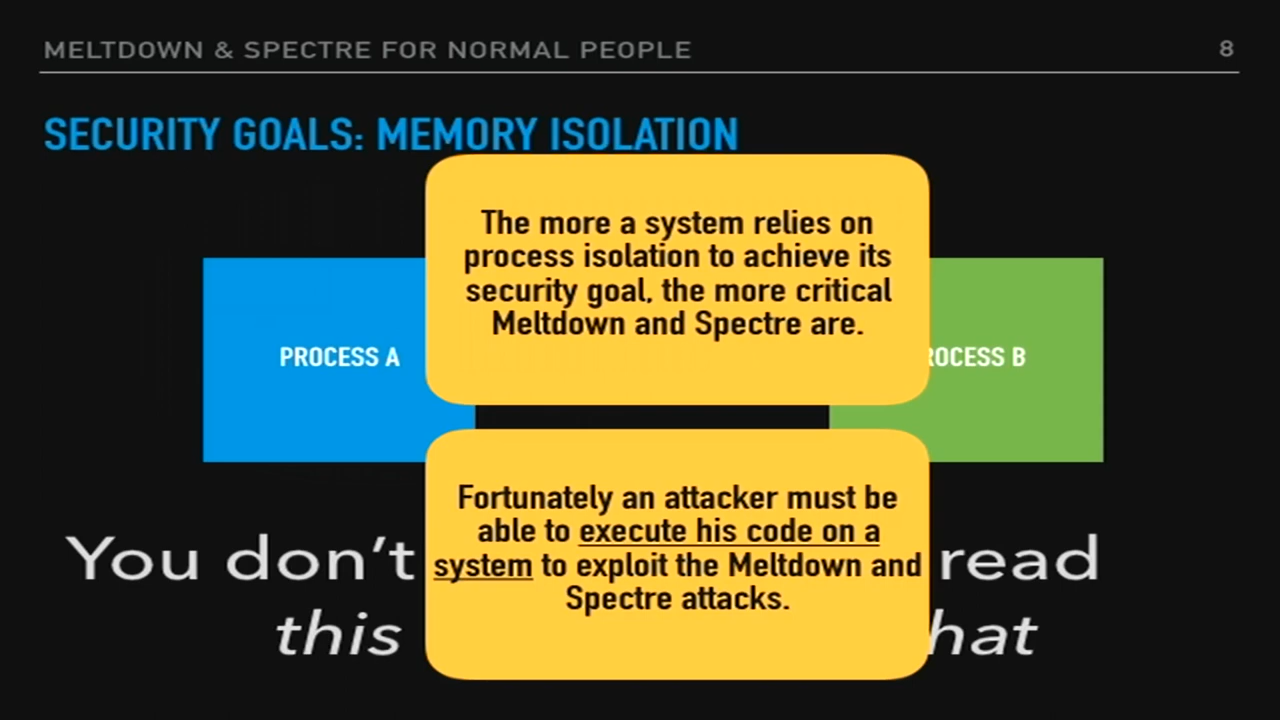 MELTDOWN & SPECTRE FOR NORMAL PEOPLE
8
SECURITY GOALS: MEMORY ISOLATION
The more a system relies on
process isolation to achieve its
security goal, the more critical
Meltdown and Spectre are.
PROCESS A
ROCESS B
Fortunately an attacker must be
able to execute his code on a
system to exploit the Meltdown and
Spectre attacks.
You don't read
this hat